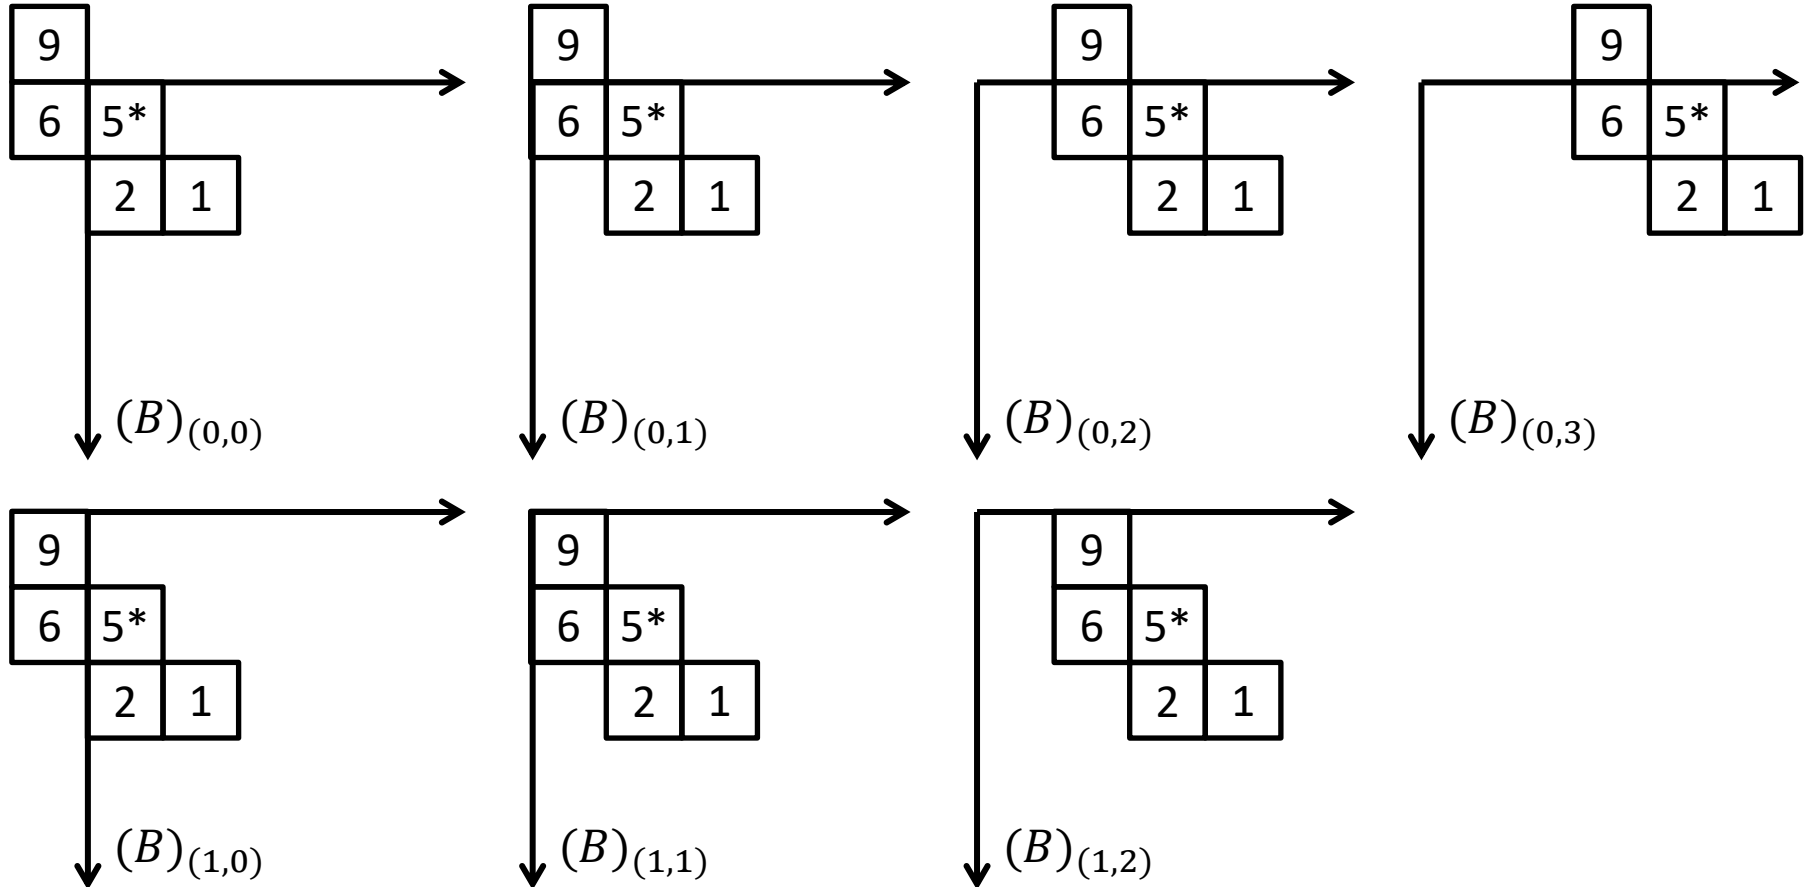 9 9 9 9
6 5* 6 5* 6 5* 6 5*
2 1 2 1 2 1 2 1
(B)(0,0) (B)(0,1) (B)(0,2) (B)(0,3)
9 9 9
6 5* 6 5* 6 5*
2 1 2 1 2 1
(B)(1,0) (B)(1,1) (B)(1,2)